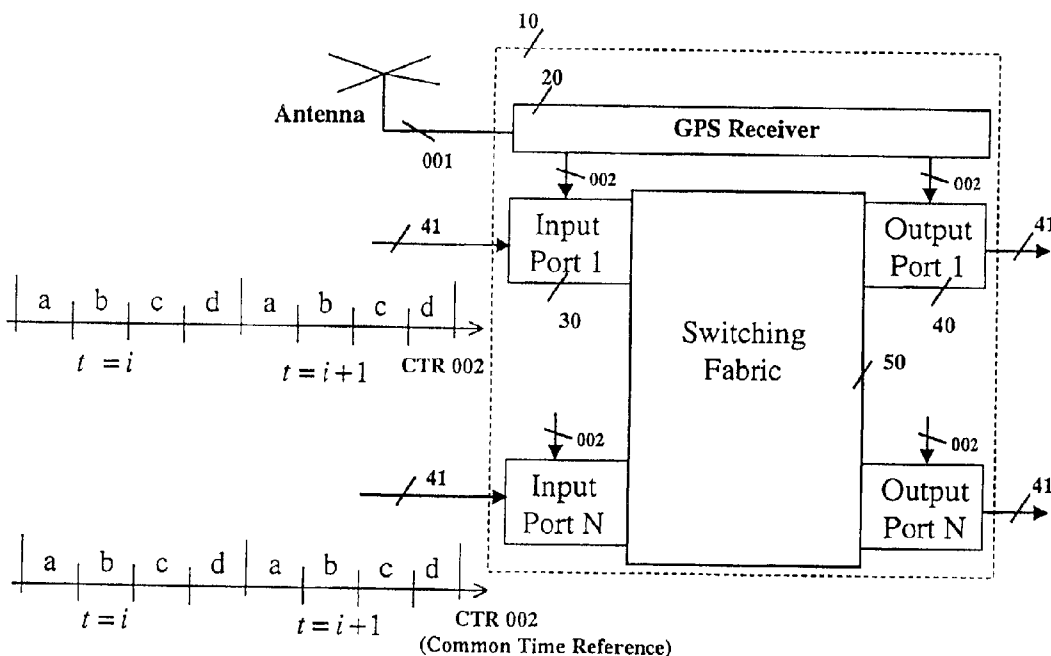 10
20
Antenna
GPS Receiver
001
002
002
41
Input
Port 1
Output
Port 1
41
30
40
a b c d a b c d
t = i
t = i+1
CTR 002
Switching
Fabric
50
002
002
41
Input
Port N
Output
Port N
41
a b c d a b c d
t = i
t = i+1
CTR 002
(Common Time Reference)